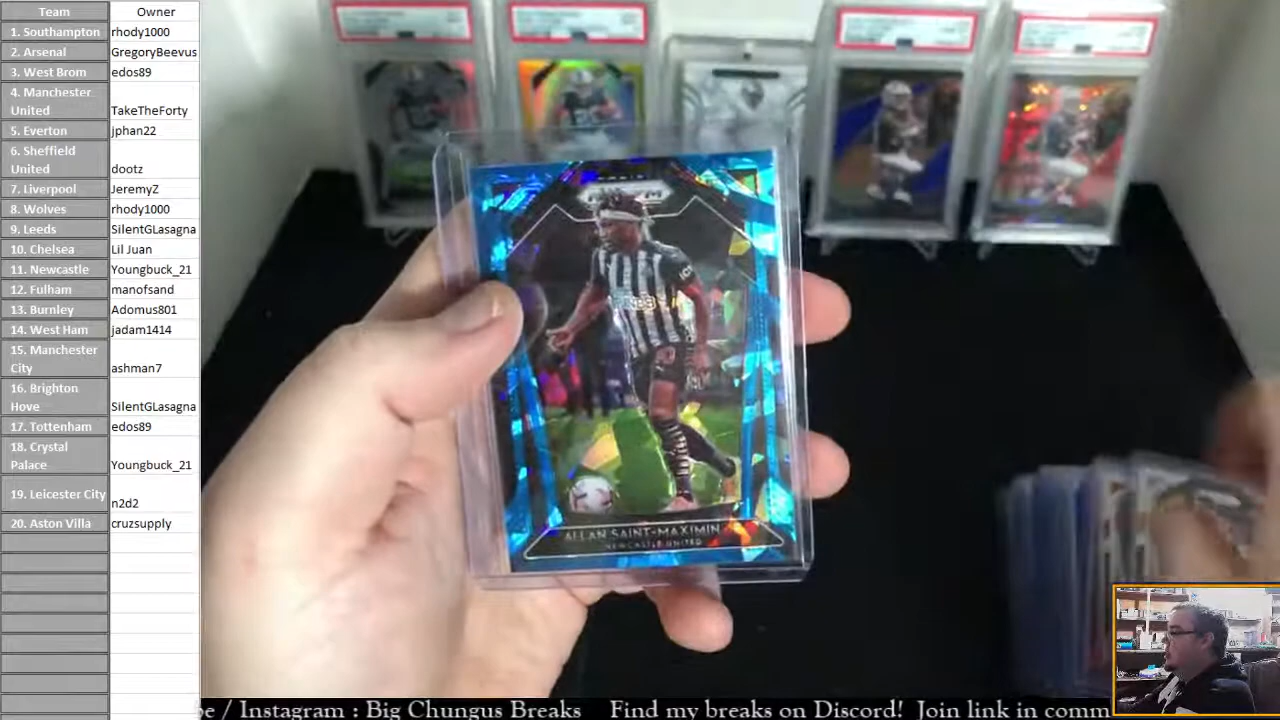 Team Owner
1. Southampton rhody1000
2. Arsenal GregoryBeevus
3. West Brom edos89
4. Manchester United TakeTheForty
5. Everton jphan22
6. Sheffield United dootz
7. Liverpool JeremyZ
8. Wolves rhody1000
9. Leeds SilentGLasagna
10. Chelsea Lil Juan
11. Newcastle Youngbuck_21
12. Fulham manofsand
13. Burnley Adomus801
14. West Ham jadam1414
15. Manchester City ashman7
16. Brighton Hove SilentGLasagna
17. Tottenham edos89
18. Crystal Palace Youngbuck_21
19. Leicester City n2d2
20. Aston Villa cruzsupply
ALLAN SAINT-MAXIMIN
NEWCASTLE UNITED
be / Instagram : Big Chungus Breaks Find my breaks on Discord! Join link in comm